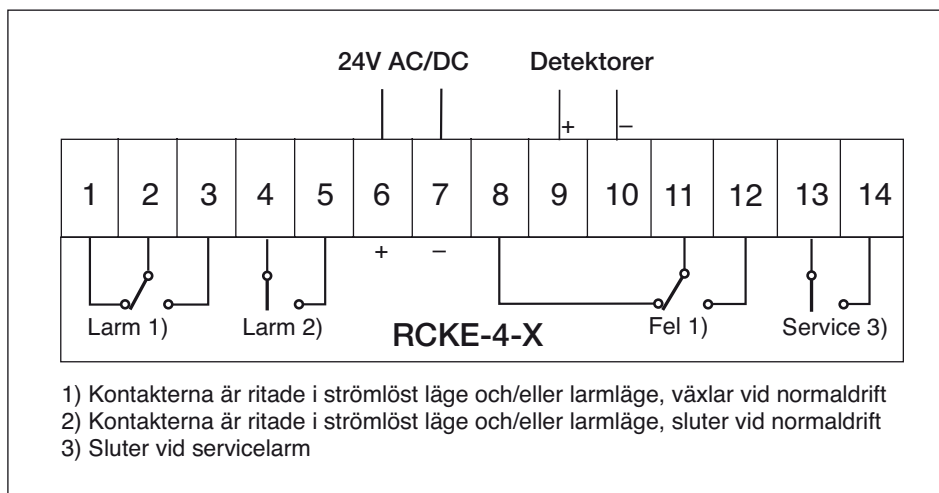 24V AC/DC Detektorer
+ –
1 2 3 4 5 6 7 8 9 10 11 12 13 14
+ –
Larm 1) Larm 2) RCKE-4-X Fel 1) Service 3)
1) Kontakterna är ritade i strömlöst läge och/eller larmläge, växlar vid normaldrift
2) Kontakterna är ritade i strömlöst läge och/eller larmläge, sluter vid normaldrift
3) Sluter vid servicelarm